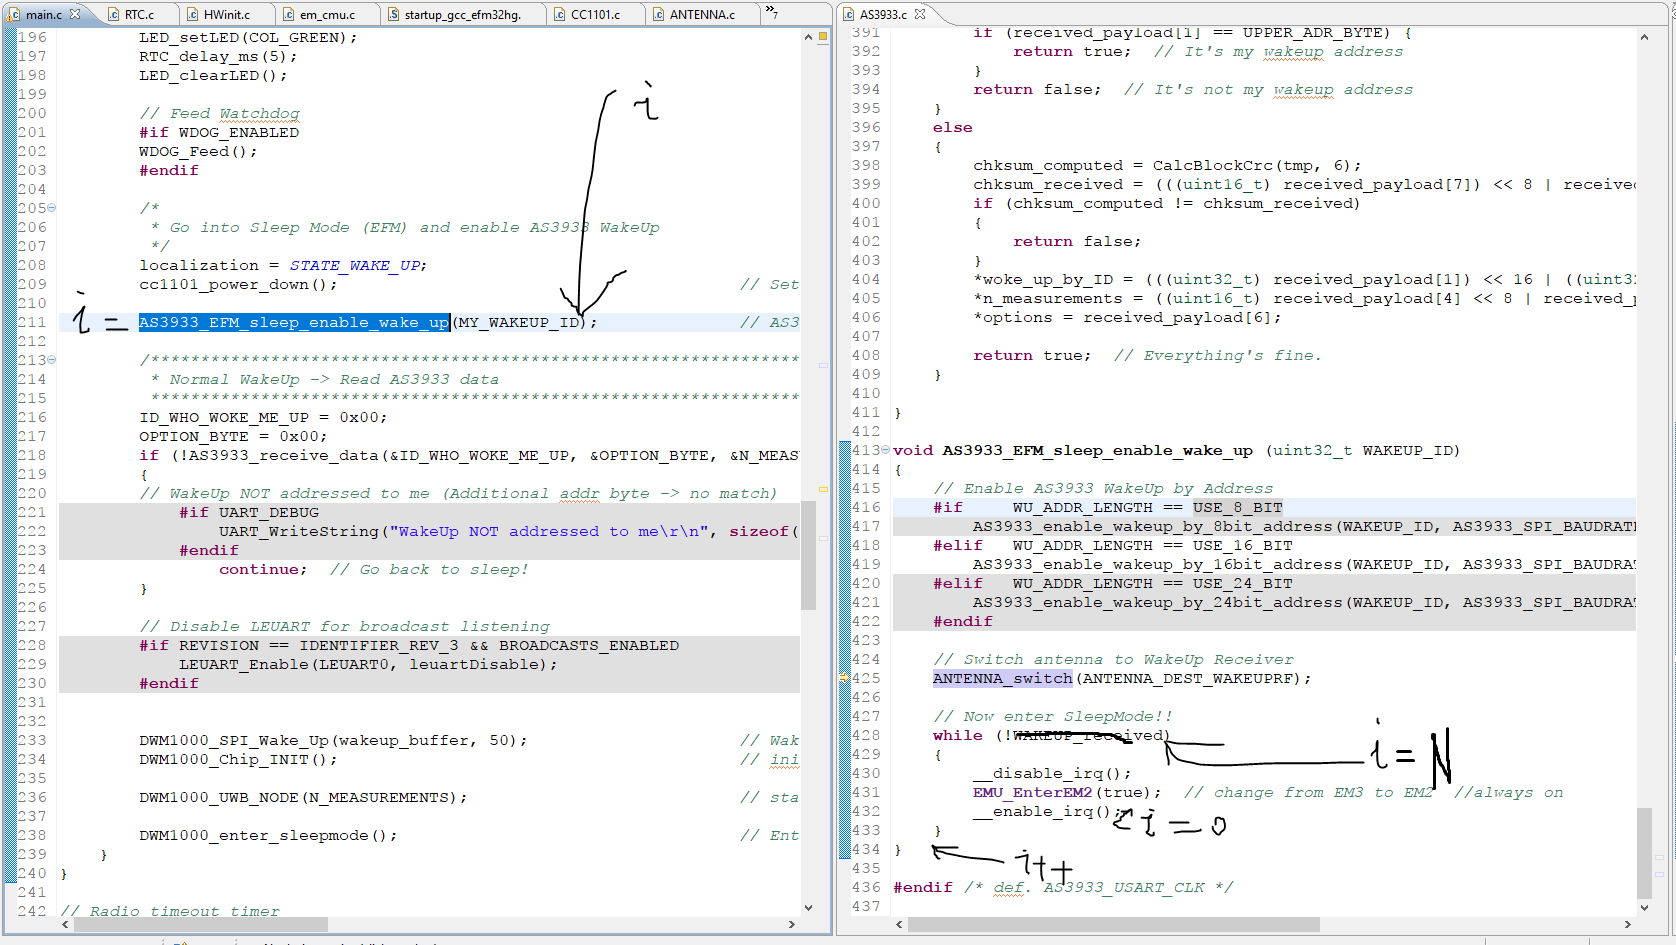 main.c
RTC.c
HWinit.c
em_cmu.c
startup_gcc_efm32hg.
CC1101.c
ANTENNA.c
»7
AS3933.c
196 LED_setLED(COL_GREEN);
197 RTC_delay_ms(5);
198 LED_clearLED();
199
200 // Feed Watchdog
201 #if WDOG_ENABLED
202 WDOG_Feed();
203 #endif
204
205 /*
206 * Go into Sleep Mode (EFM) and enable AS3933 WakeUp
207 */
208 localization = STATE_WAKE_UP;
209 cc1101_power_down(); // Set
210
211 AS3933_EFM_sleep_enable_wake_up(MY_WAKEUP_ID); // AS3
212
213 /******************************************************************
214 * Normal WakeUp -> Read AS3933 data
215 ******************************************************************
216 ID_WHO_WOKE_ME_UP = 0x00;
217 OPTION_BYTE = 0x00;
218 if (!AS3933_receive_data(&ID_WHO_WOKE_ME_UP, &OPTION_BYTE, &N_MEAS
219 {
220 // WakeUp NOT addressed to me (Additional addr byte -> no match)
221 #if UART_DEBUG
222 UART_WriteString("WakeUp NOT addressed to me\r\n", sizeof(
223 #endif
224 continue; // Go back to sleep!
225 }
226
227 // Disable LEUART for broadcast listening
228 #if REVISION == IDENTIFIER_REV_3 && BROADCASTS_ENABLED
229 LEUART_Enable(LEUART0, leuartDisable);
230 #endif
231
232
233 DWM1000_SPI_Wake_Up(wakeup_buffer, 50); // Wak
234 DWM1000_Chip_INIT(); // ini
235
236 DWM1000_UWB_NODE(N_MEASUREMENTS); // sta
237
238 DWM1000_enter_sleepmode(); // Ent
239 }
240 }
241
242 // Radio timeout timer
i
i =
391 if (received_payload[1] == UPPER_ADR_BYTE) {
392 return true; // It's my wakeup address
393 }
394 return false; // It's not my wakeup address
395 }
396 else
397 {
398 chksum_computed = CalcBlockCrc(tmp, 6);
399 chksum_received = (((uint16_t) received_payload[7]) << 8 | receive
400 if (chksum_computed != chksum_received)
401 {
402 return false;
403 }
404 *woke_up_by_ID = (((uint32_t) received_payload[1]) << 16 | ((uint3
405 *n_measurements = ((uint16_t) received_payload[4] << 8 | received_p
406 *options = received_payload[6];
407
408 return true; // Everything's fine.
409 }
410
411 }
412
413 void AS3933_EFM_sleep_enable_wake_up (uint32_t WAKEUP_ID)
414 {
415 // Enable AS3933 WakeUp by Address
416 #if WU_ADDR_LENGTH == USE_8_BIT
417 AS3933_enable_wakeup_by_8bit_address(WAKEUP_ID, AS3933_SPI_BAUDRATE
418 #elif WU_ADDR_LENGTH == USE_16_BIT
419 AS3933_enable_wakeup_by_16bit_address(WAKEUP_ID, AS3933_SPI_BAUDRAT
420 #elif WU_ADDR_LENGTH == USE_24_BIT
421 AS3933_enable_wakeup_by_24bit_address(WAKEUP_ID, AS3933_SPI_BAUDRAT
422 #endif
423
424 // Switch antenna to WakeUp Receiver
425 ANTENNA_switch(ANTENNA_DEST_WAKEUPRF);
426
427 // Now enter SleepMode!!
428 while (!WAKEUP_received)
429 {
430 __disable_irq();
431 EMU_EnterEM2(true); // change from EM3 to EM2 //always on
432 __enable_irq();
433 }
434 }
435
436 #endif /* def. AS3933_USART_CLK */
437
i = N
i = 0
i++